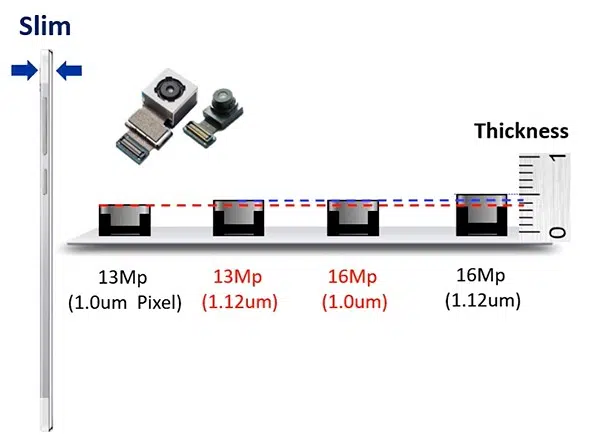 Slim
Thickness
1
0
13Mp
(1.0um Pixel)
13Mp
(1.12um)
16Mp
(1.0um)
16Mp
(1.12um)